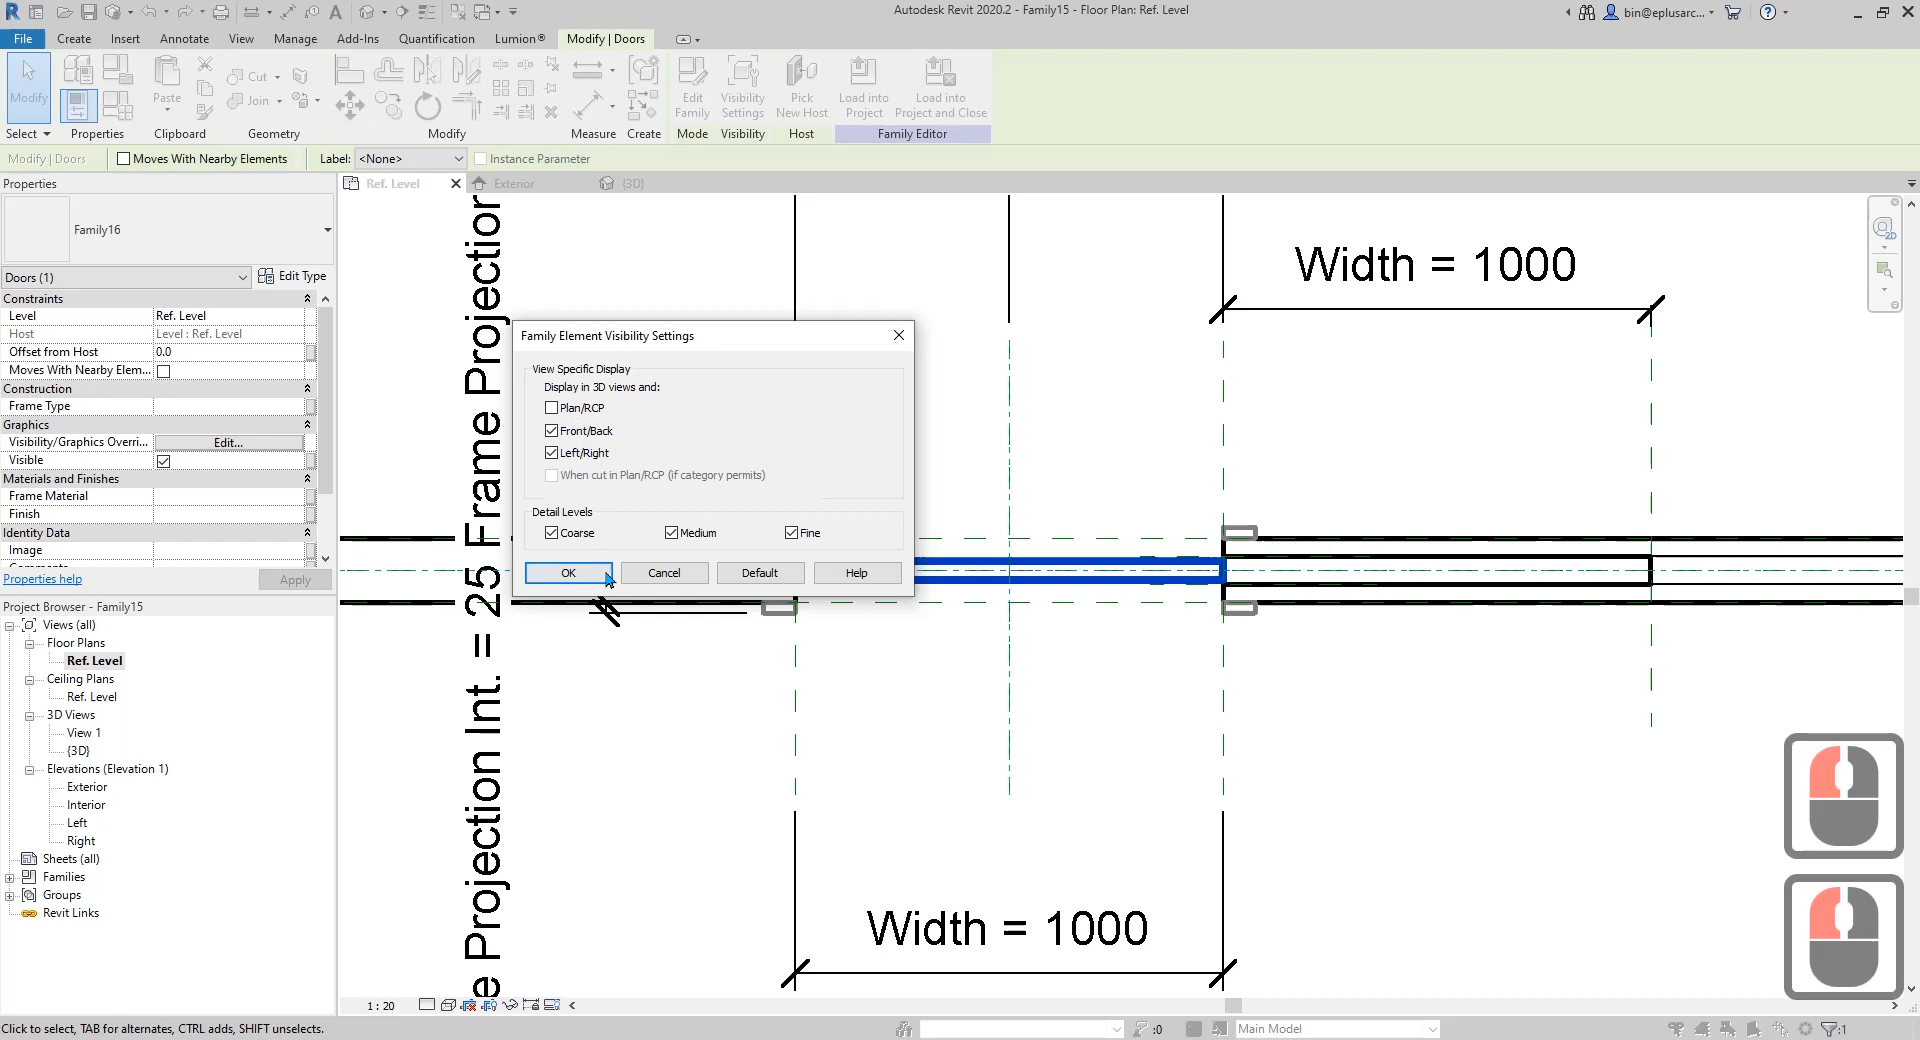 Autodesk Revit 2020.2 - Family15 - Floor Plan: Ref. Level
bin@eplusarc...
File
Create
Insert
Annotate
View
Manage
Add-Ins
Quantification
Lumion®
Modify | Doors
Modify
Paste
Cut
Join
Edit Family
Visibility Settings
Pick New Host
Load into Project
Load into Project and Close
Select
Properties
Clipboard
Geometry
Modify
Measure
Create
Mode
Visibility
Host
Family Editor
Modify | Doors
Moves With Nearby Elements
Label:
<None>
Instance Parameter
Properties
Ref. Level
Exterior
{3D}
Family16
Doors (1)
Edit Type
Constraints
Level
Ref. Level
Host
Level : Ref. Level
Offset from Host
0.0
Moves With Nearby Elem...
Construction
Frame Type
Graphics
Visibility/Graphics Overri...
Edit...
Visible
Materials and Finishes
Frame Material
Finish
Identity Data
Image
Properties help
Apply
Project Browser - Family15
Views (all)
Floor Plans
Ref. Level
Ceiling Plans
Ref. Level
3D Views
View 1
{3D}
Elevations (Elevation 1)
Exterior
Interior
Left
Right
Sheets (all)
Families
Groups
Revit Links
Family Element Visibility Settings
View Specific Display
Display in 3D views and:
Plan/RCP
Front/Back
Left/Right
When cut in Plan/RCP (if category permits)
Detail Levels
Coarse
Medium
Fine
OK
Cancel
Default
Help
e Projection Int. = 25 Frame Projection
Width = 1000
Width = 1000
2D
1 : 20
Click to select, TAB for alternates, CTRL adds, SHIFT unselects.
:0
Main Model
:1